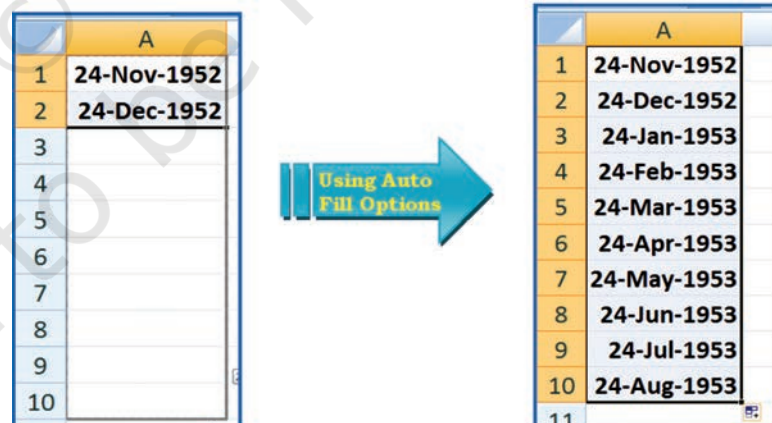 A
1 24-Nov-1952
2 24-Dec-1952
3
4
5
6
7
8
9
10
Using Auto
Fill Options
A
1 24-Nov-1952
2 24-Dec-1952
3 24-Jan-1953
4 24-Feb-1953
5 24-Mar-1953
6 24-Apr-1953
7 24-May-1953
8 24-Jun-1953
9 24-Jul-1953
10 24-Aug-1953
11
© to be